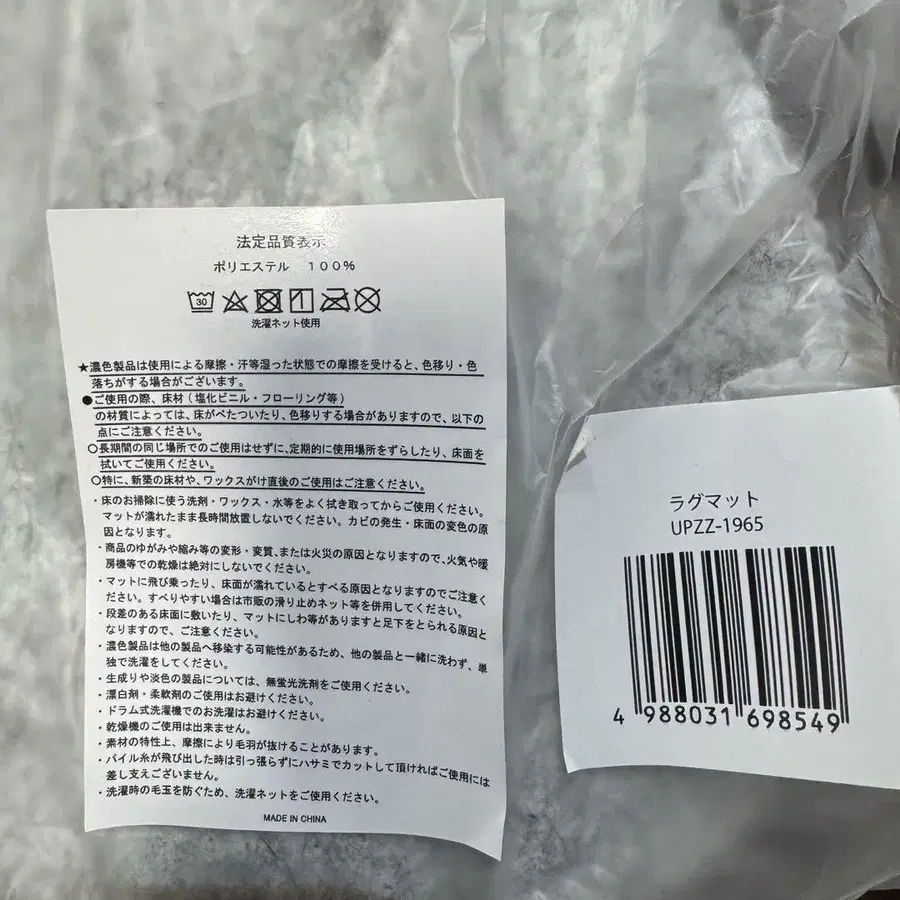 法定品質表示
ポリエステル 100%
30
洗濯ネット使用
★濃色製品は使用による摩擦・汗等湿った状態での摩擦を受けると、色移り・色
落ちがする場合がございます。
●ご使用の際、床材(塩化ビニル・フローリング等)
の材質によっては、床がべたついたり、色移りする場合がありますので、以下の
点にご注意ください。
○長期間の同じ場所でのご使用はせずに、定期的に使用場所をずらしたり、床面を
拭いてご使用ください。
○特に、新築の床材や、ワックスがけ直後のご使用はご注意ください。
・床のお掃除に使う洗剤・ワックス・水等をよく拭き取ってからご使用ください。
マットが濡れたまま長時間放置しないでください。カビの発生・床面の変色の原
因となります。
・商品のゆがみや縮み等の変形・変質、または火災の原因となりますので、火気や暖
房機等での乾燥は絶対にしないでください。
・マットに飛び乗ったり、床面が濡れているとすべる原因となりますのでご注意く
ださい。すべりやすい場合は市販の滑り止めネット等を併用してください。
・段差のある床面に敷いたり、マットにしわ等がありますと足下をとられる原因と
なりますので、ご注意ください。
・濃色製品は他の製品へ移染する可能性があるため、他の製品と一緒に洗わず、単
独で洗濯をしてください。
・生成りや淡色の製品については、無蛍光洗剤をご使用ください。
・漂白剤・柔軟剤のご使用はお避けください。
・ドラム式洗濯機でのお洗濯はお避けください。
・乾燥機のご使用は出来ません。
・素材の特性上、摩擦により毛羽が抜けることがあります。
・パイル糸が飛び出した時は引っ張らずにハサミでカットして頂ければご使用には
差し支えございません。
・洗濯時の毛玉を防ぐため、洗濯ネットをご使用ください。
MADE IN CHINA
ラグマット
UPZZ-1965
4 988031 698549